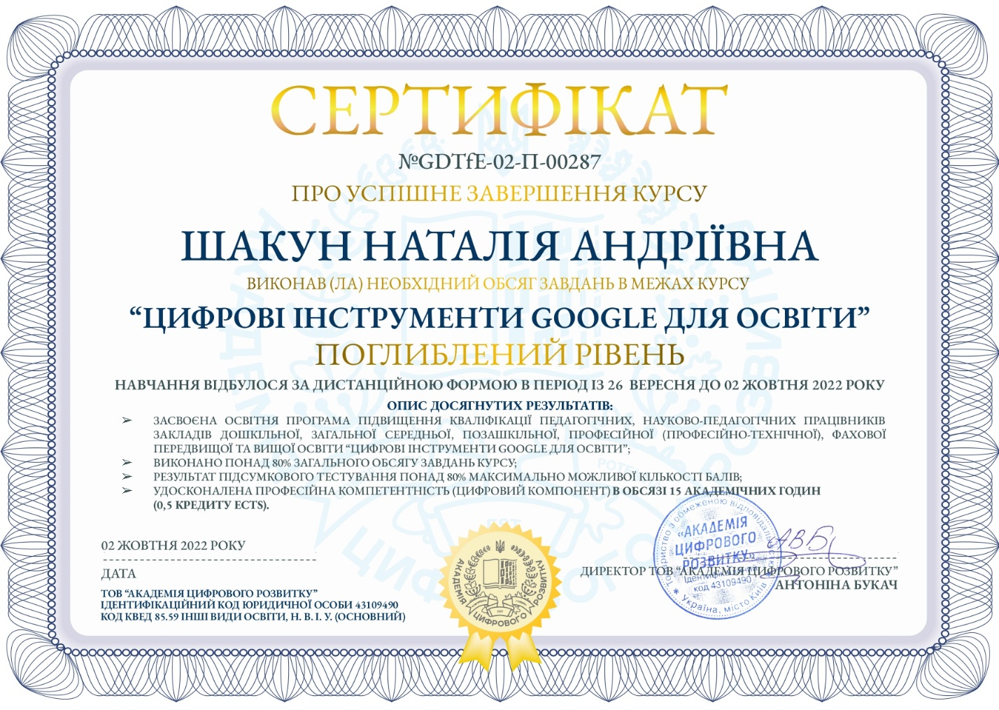 СЕРТИФІКАТ
№GDTfE-02-П-00287
ПРО УСПІШНЕ ЗАВЕРШЕННЯ КУРСУ
ШАКУН НАТАЛІЯ АНДРІЇВНА
ВИКОНАВ (ЛА) НЕОБХІДНИЙ ОБСЯГ ЗАВДАНЬ В МЕЖАХ КУРСУ
“ЦИФРОВІ ІНСТРУМЕНТИ GOOGLE ДЛЯ ОСВІТИ”
ПОГЛИБЛЕНИЙ РІВЕНЬ
НАВЧАННЯ ВІДБУЛОСЯ ЗА ДИСТАНЦІЙНОЮ ФОРМОЮ В ПЕРІОД ІЗ 26 ВЕРЕСНЯ ДО 02 ЖОВТНЯ 2022 РОКУ
ОПИС ДОСЯГНУТИХ РЕЗУЛЬТАТІВ:
➢ ЗАСВОЄНА ОСВІТНЯ ПРОГРАМА ПІДВИЩЕННЯ КВАЛІФІКАЦІЇ ПЕДАГОГІЧНИХ, НАУКОВО-ПЕДАГОГІЧНИХ ПРАЦІВНИКІВ
ЗАКЛАДІВ ДОШКІЛЬНОЇ, ЗАГАЛЬНОЇ СЕРЕДНЬОЇ, ПОЗАШКІЛЬНОЇ, ПРОФЕСІЙНОЇ (ПРОФЕСІЙНО-ТЕХНІЧНОЇ), ФАХОВОЇ
ПЕРЕДВИЩОЇ ТА ВИЩОЇ ОСВІТИ “ЦИФРОВІ ІНСТРУМЕНТИ GOOGLE ДЛЯ ОСВІТИ”;
➢ ВИКОНАНО ПОНАД 80% ЗАГАЛЬНОГО ОБСЯГУ ЗАВДАНЬ КУРСУ;
➢ РЕЗУЛЬТАТ ПІДСУМКОВОГО ТЕСТУВАННЯ ПОНАД 80% МАКСИМАЛЬНО МОЖЛИВОЇ КІЛЬКОСТІ БАЛІВ;
➢ УДОСКОНАЛЕНА ПРОФЕСІЙНА КОМПЕТЕНТНІСТЬ (ЦИФРОВИЙ КОМПОНЕНТ) В ОБСЯЗІ 15 АКАДЕМІЧНИХ ГОДИН
(0,5 КРЕДИТУ ECTS).
02 ЖОВТНЯ 2022 РОКУ
ДАТА
ТОВ “АКАДЕМІЯ ЦИФРОВОГО РОЗВИТКУ”
ІДЕНТИФІКАЦІЙНИЙ КОД ЮРИДИЧНОЇ ОСОБИ 43109490
КОД КВЕД 85.59 ІНШІ ВИДИ ОСВІТИ, Н. В. І. У. (ОСНОВНИЙ)
АКАДЕМІЯ ЦИФРОВОГО РОЗВИТКУ
Товариство з обмеженою відповідальністю
«АКАДЕМІЯ
ЦИФРОВОГО
РОЗВИТКУ»
Ідентифікаційний
код 43109490
* Україна, місто Київ *
ДИРЕКТОР ТОВ “АКАДЕМІЯ ЦИФРОВОГО РОЗВИТКУ”
АНТОНІНА БУКАЧ